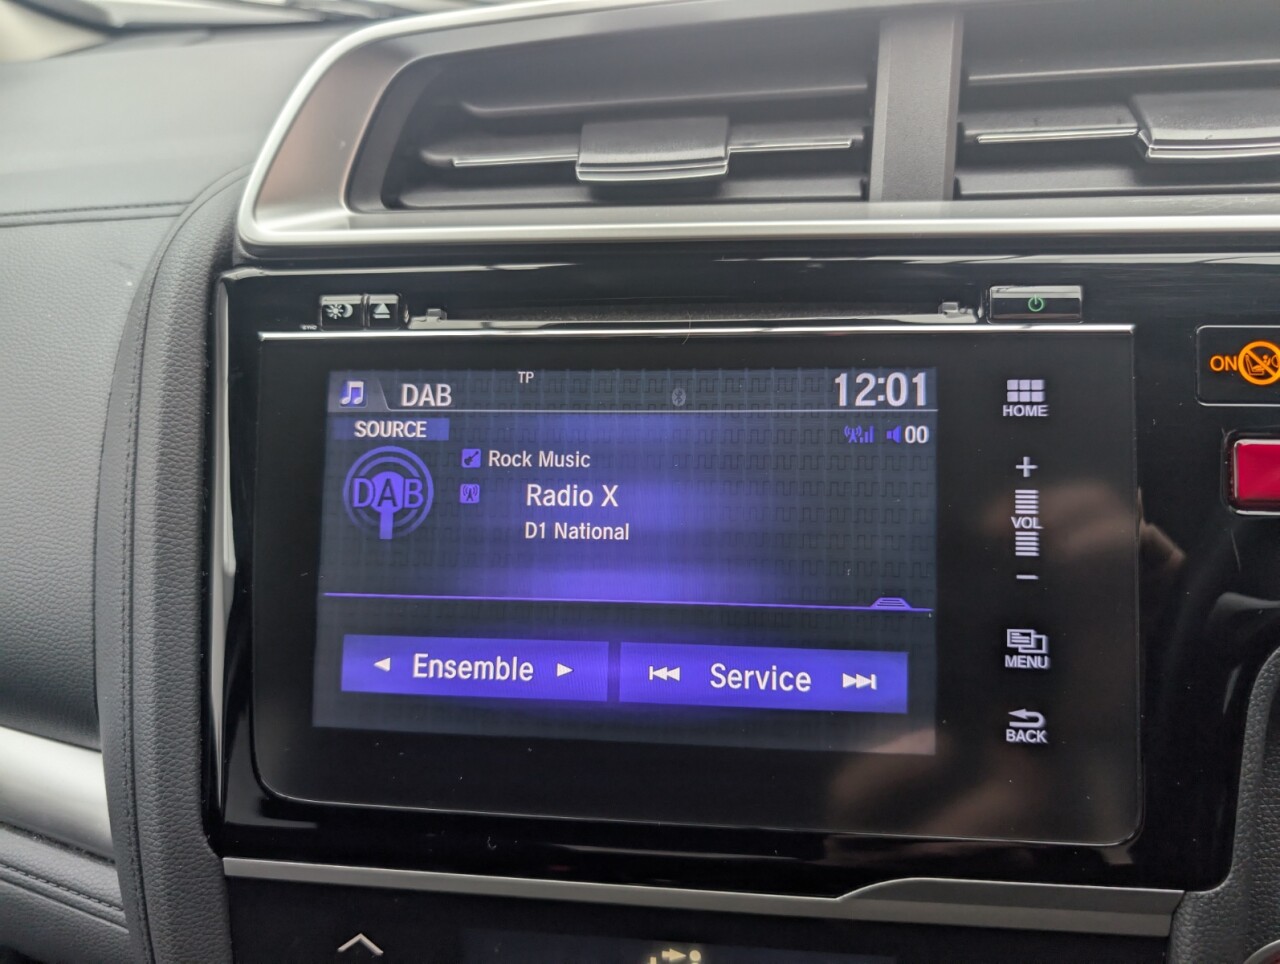 TP
DAB
12:01
SOURCE
00
Rock Music
DAB
Radio X
D1 National
Ensemble
Service
HOME
+
VOL
−
MENU
BACK
ON